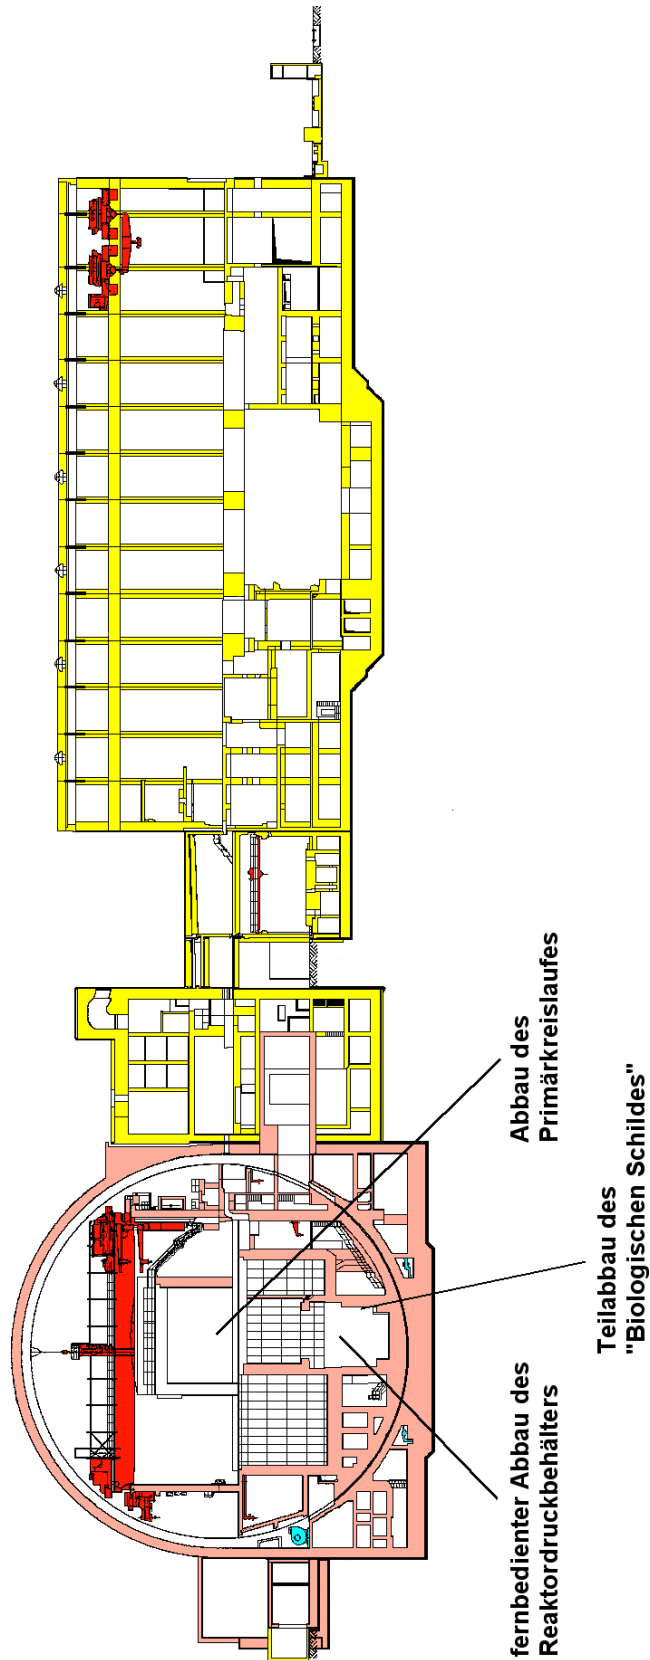 fernbedienter Abbau des
Reaktordruckbehälters
Teilabbau des
"Biologischen Schildes"
Abbau des
Primärkreislaufes